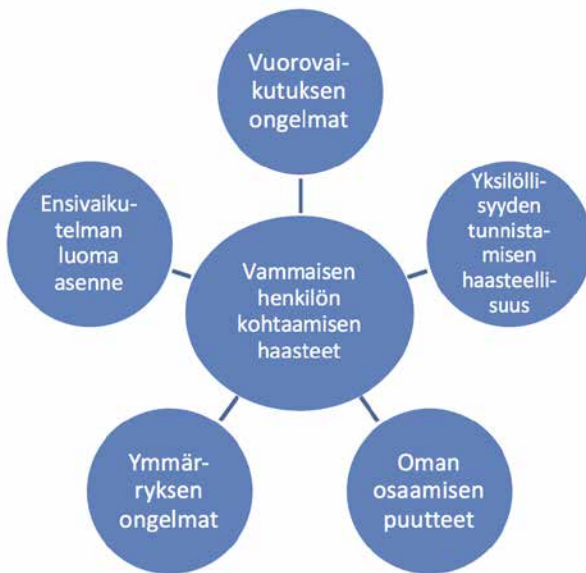 Vuorovai-
kutuksen
ongelmat
Yksilölli-
syyden
tunnista-
misen
haasteelli-
suus
Oman
osaamisen
puutteet
Ymmär-
ryksen
ongelmat
Ensivaiku-
telman
luoma
asenne
Vammaisen
henkilön
kohtaamisen
haasteet